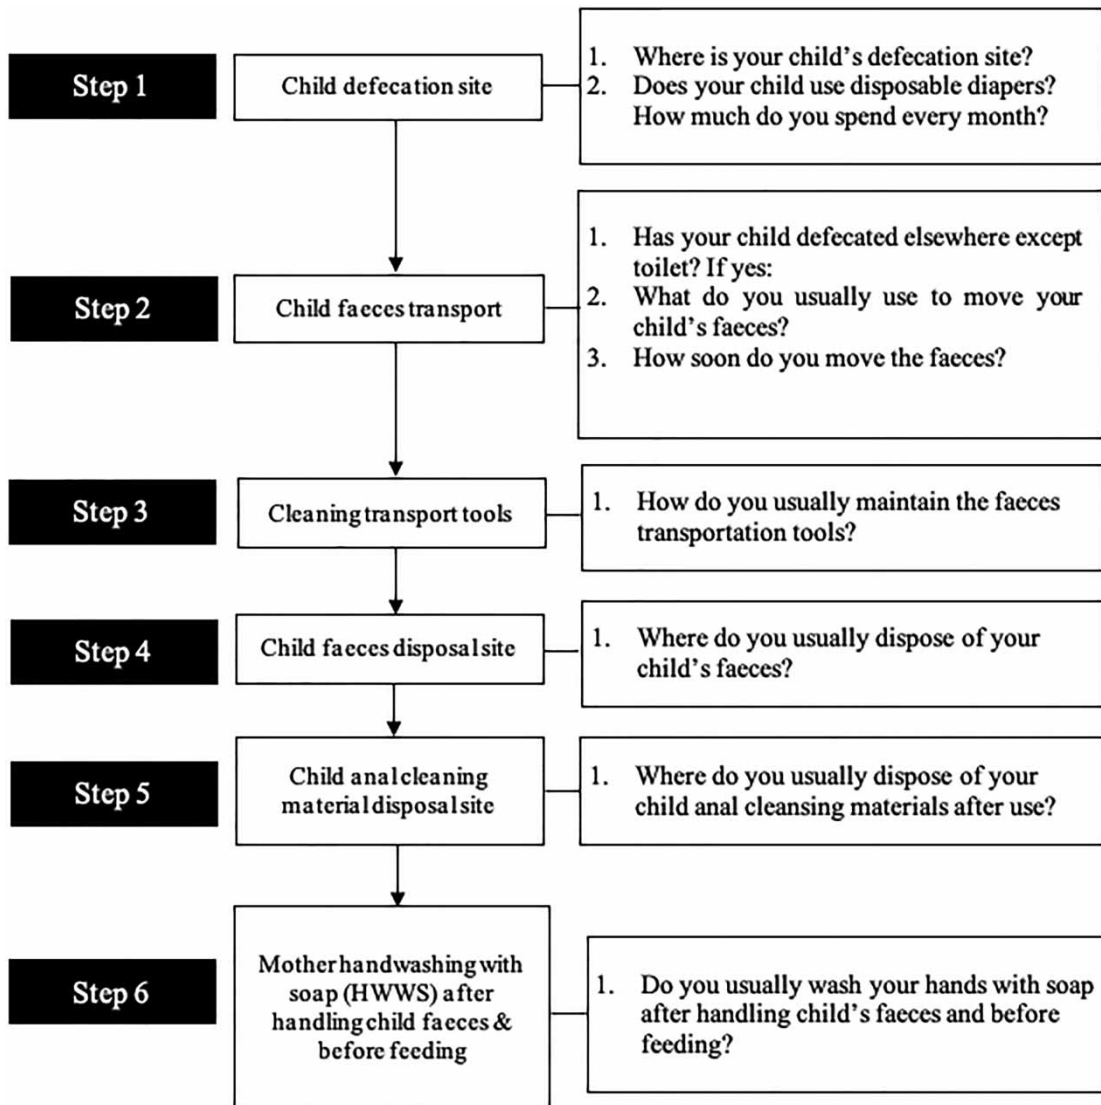 Step 1
Child defecation site
1. Where is your child's defecation site?
2. Does your child use disposable diapers?
How much do you spend every month?
Step 2
Child faeces transport
1. Has your child defecated elsewhere except
toilet? If yes:
2. What do you usually use to move your
child's faeces?
3. How soon do you move the faeces?
Step 3
Cleaning transport tools
1. How do you usually maintain the faeces
transportation tools?
Step 4
Child faeces disposal site
1. Where do you usually dispose of your
child's faeces?
Step 5
Child anal cleaning
material disposal site
1. Where do you usually dispose of your
child anal cleansing materials after use?
Step 6
Mother handwashing with
soap (HWWS) after
handling child faeces &
before feeding
1. Do you usually wash your hands with soap
after handling child's faeces and before
feeding?